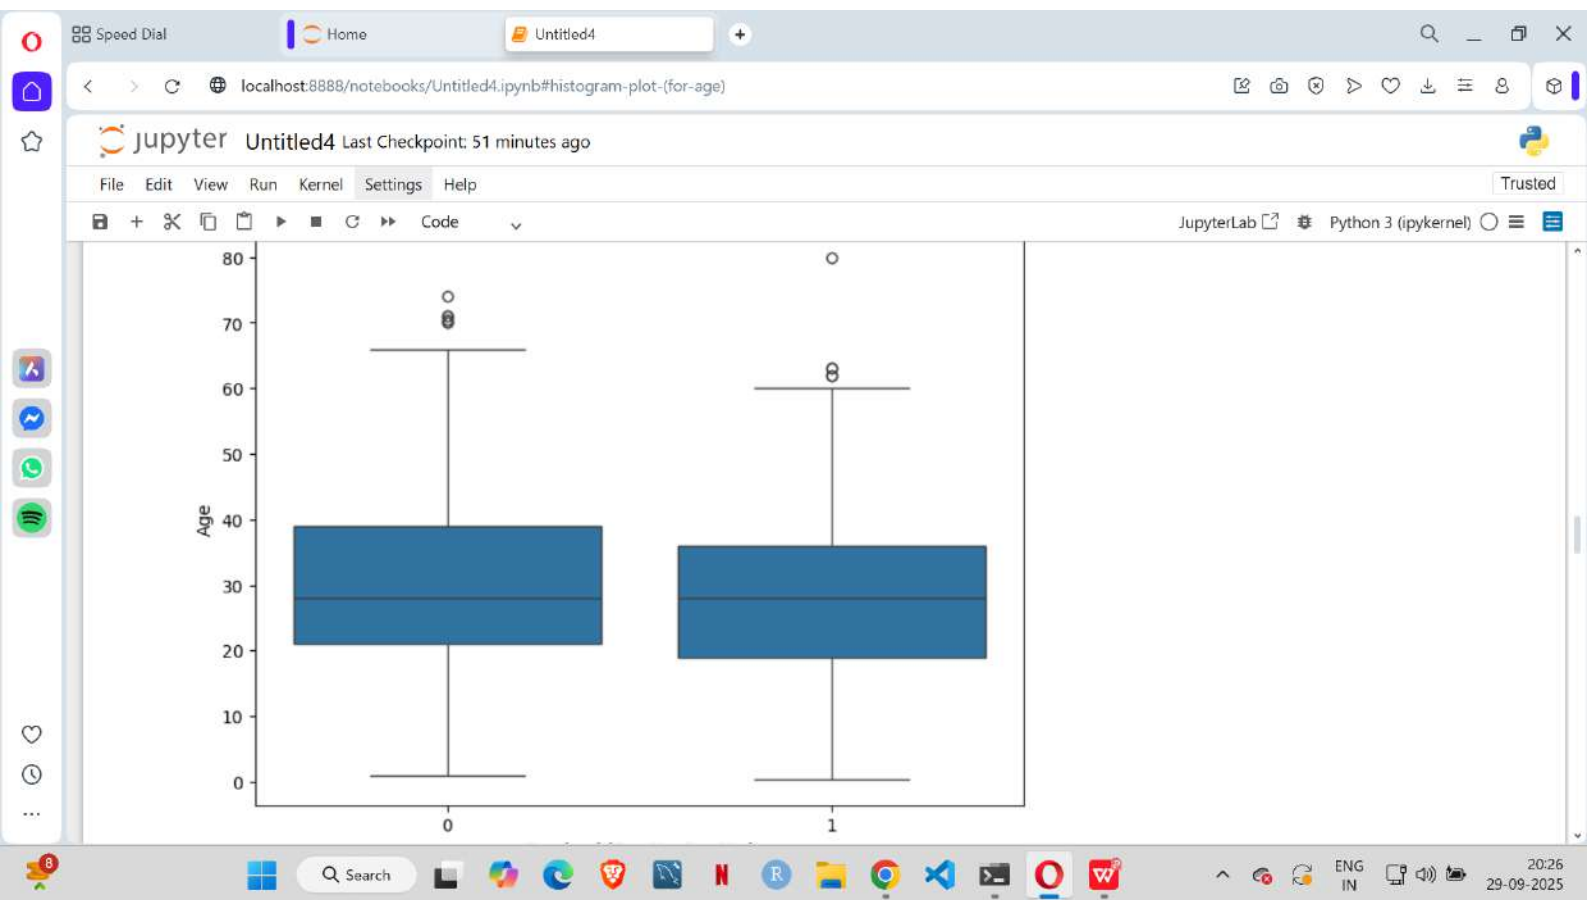 Speed Dial
Home
Untitled4
localhost:8888/notebooks/Untitled4.ipynb#histogram-plot-(for-age)
jupyter Untitled4 Last Checkpoint: 51 minutes ago
File Edit View Run Kernel Settings Help
Trusted
Code
JupyterLab
Python 3 (ipykernel)
80
70
60
50
40
30
20
10
0
Age
0
1
8
Search
N
R
ENG
IN
20:26
29-09-2025